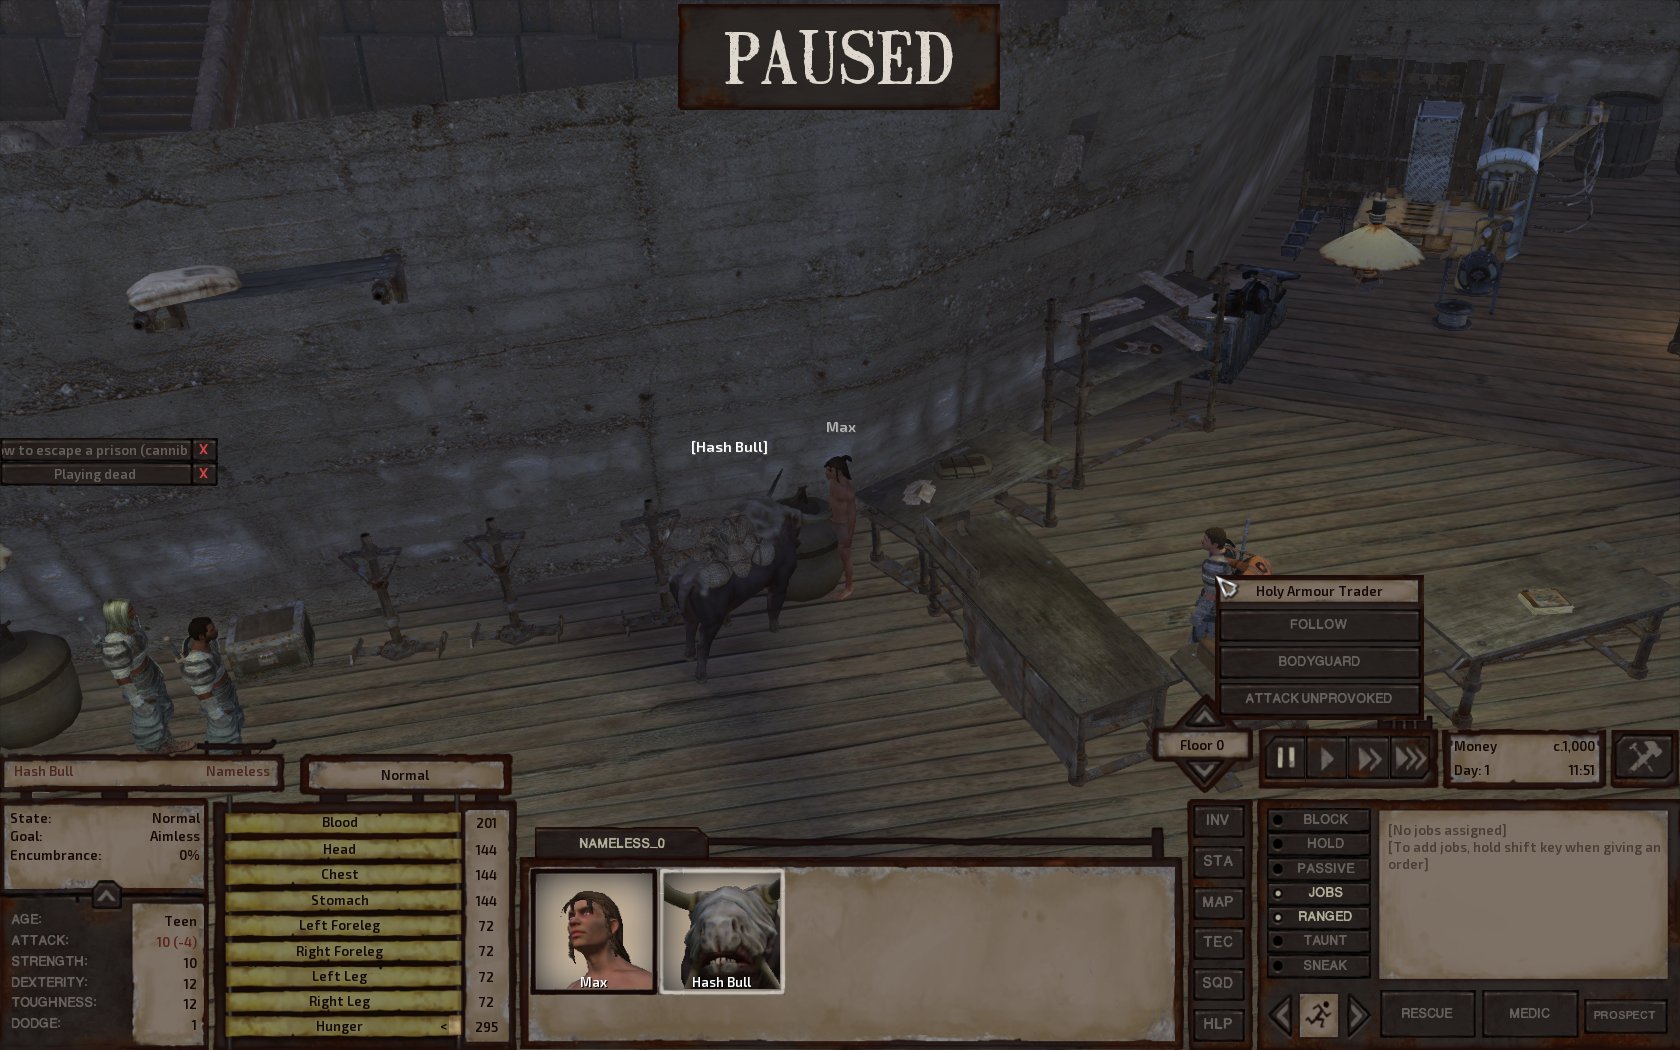 PAUSED
Max
[Hash Bull]
ow to escape a prison (cannib
X
Playing dead
X
Holy Armour Trader
FOLLOW
BODYGUARD
ATTACK UNPROVOKED
Floor 0
Money c.1,000
Day: 1 11:51
Hash Bull Nameless
Normal
State: Normal
Goal: Aimless
Encumbrance: 0%
AGE: Teen
ATTACK: 10 (-4)
STRENGTH: 10
DEXTERITY: 12
TOUGHNESS: 12
DODGE: 1
Blood 201
Head 144
Chest 144
Stomach 144
Left Foreleg 72
Right Foreleg 72
Left Leg 72
Right Leg 72
Hunger < 295
NAMELESS_0
Max
Hash Bull
INV
STA
MAP
TEC
SQD
HLP
BLOCK
HOLD
PASSIVE
JOBS
RANGED
TAUNT
SNEAK
[No jobs assigned]
[To add jobs, hold shift key when giving an
order]
RESCUE
MEDIC
PROSPECT